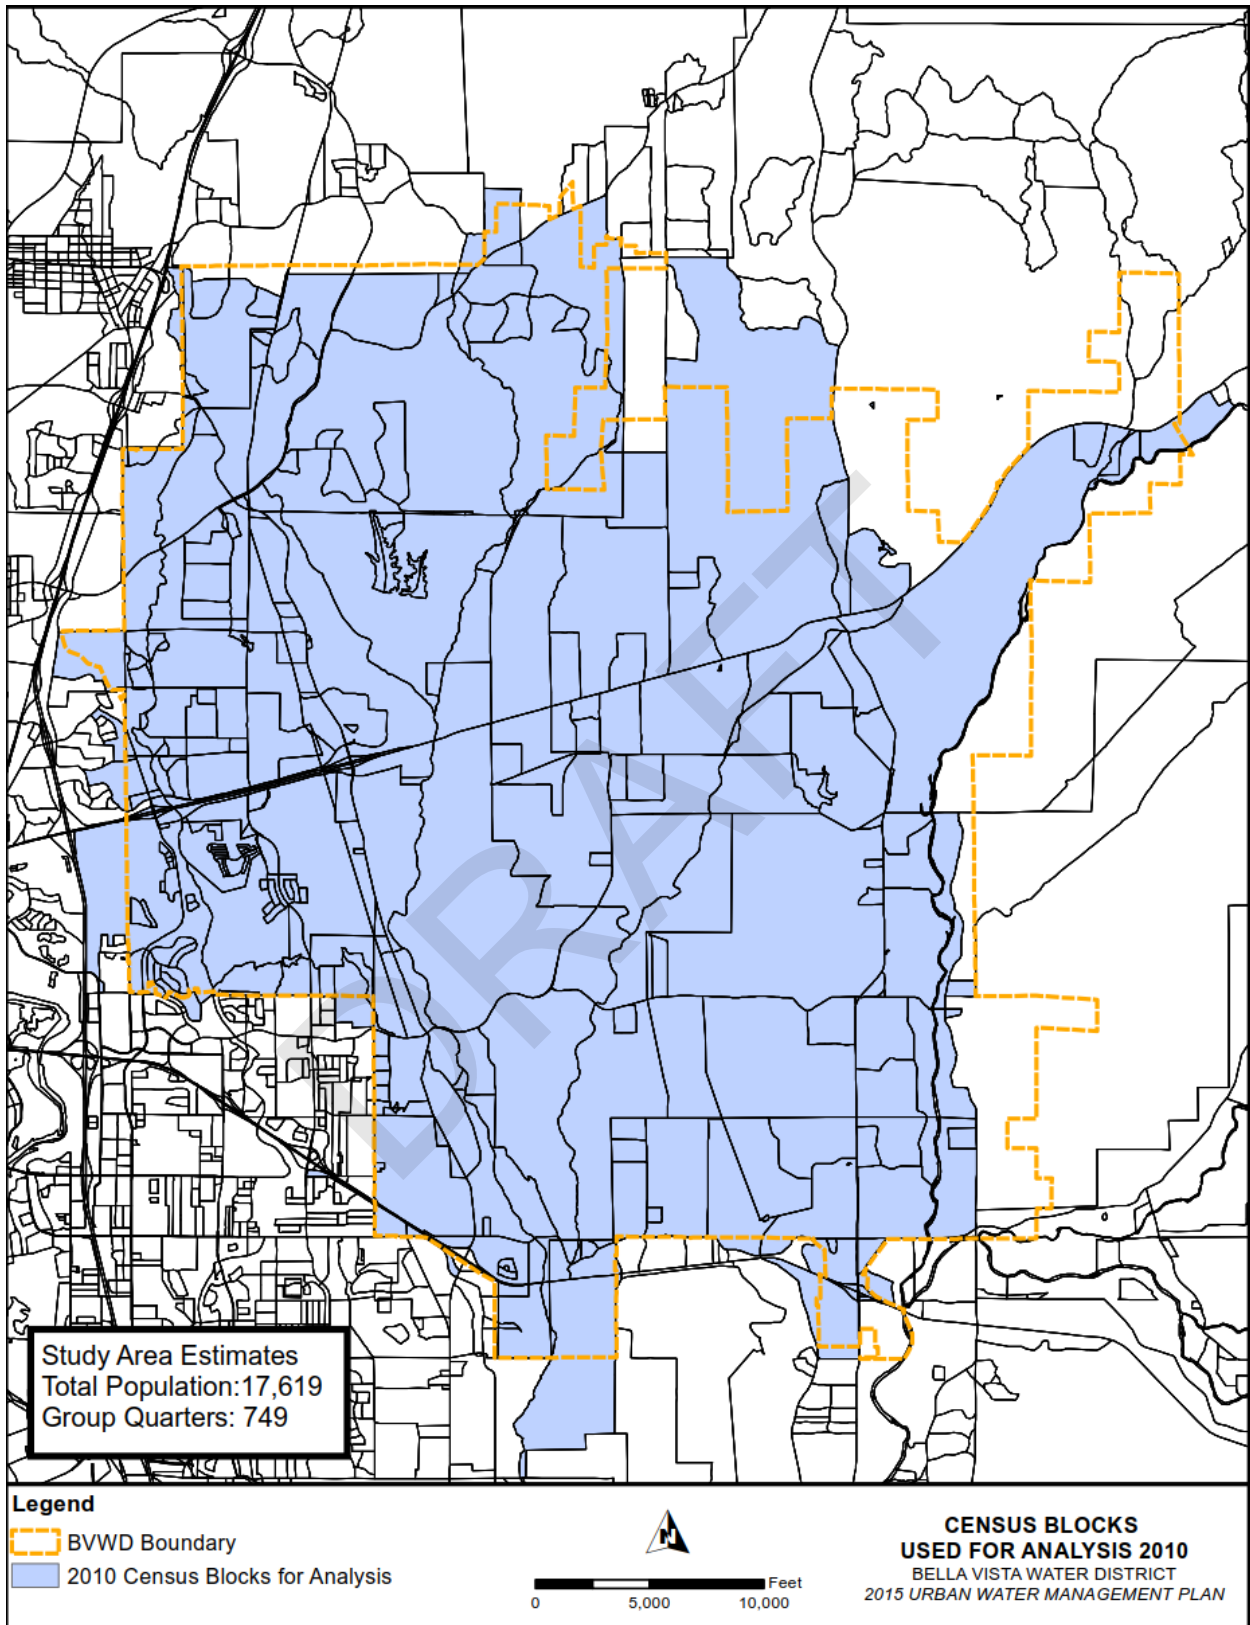 DRAFT
Study Area Estimates
Total Population:17,619
Group Quarters: 749
Legend
BVWD Boundary
2010 Census Blocks for Analysis
N
Feet
0 5,000 10,000
CENSUS BLOCKS
USED FOR ANALYSIS 2010
BELLA VISTA WATER DISTRICT
2015 URBAN WATER MANAGEMENT PLAN